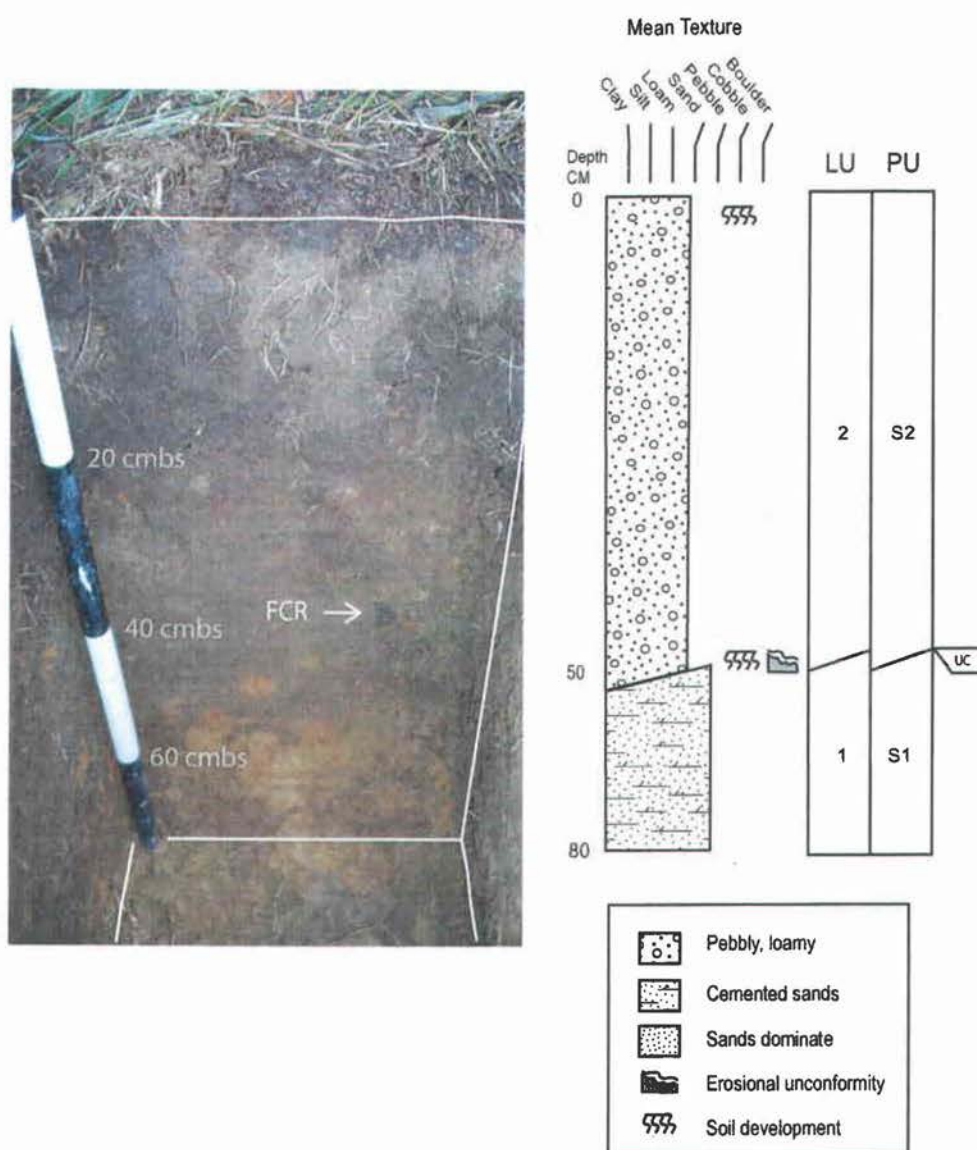 Mean Texture
Clay
Silt
Loam
Sand
Pebble
Cobble
Boulder
Depth
CM
LU PU
0
20 cmbs
2 S2
FCR →
40 cmbs
50
UC
60 cmbs
1 S1
80
Pebbly, loamy
Cemented sands
Sands dominate
Erosional unconformity
Soil development